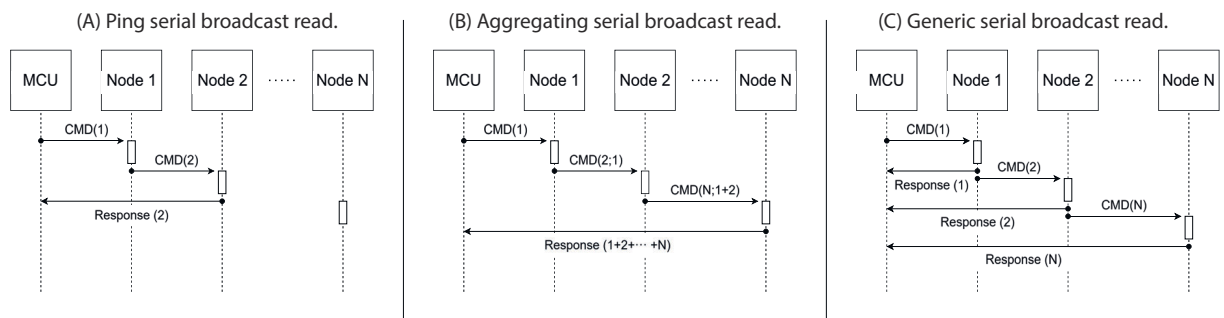 (A) Ping serial broadcast read.
MCU
Node 1
Node 2
·····
Node N
CMD(1)
CMD(2)
Response (2)
(B) Aggregating serial broadcast read.
MCU
Node 1
Node 2
·····
Node N
CMD(1)
CMD(2;1)
CMD(N;1+2)
Response (1+2+··· +N)
(C) Generic serial broadcast read.
MCU
Node 1
Node 2
·····
Node N
CMD(1)
Response (1)
CMD(2)
Response (2)
CMD(N)
Response (N)